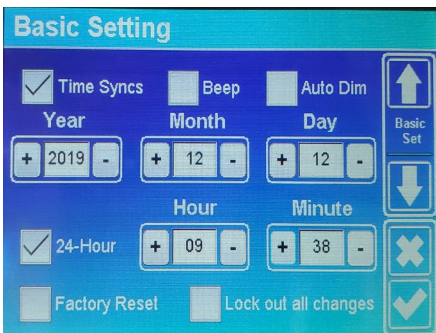 Basic Setting
Time Syncs Beep Auto Dim
Year Month Day
+ 2019 - + 12 - + 12 -
Basic
Set
Hour Minute
24-Hour + 09 - + 38 -
Factory Reset Lock out all changes